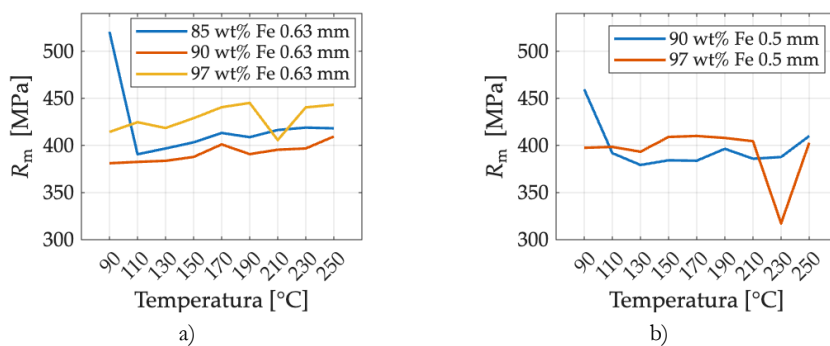 85 wt% Fe 0.63 mm
90 wt% Fe 0.63 mm
97 wt% Fe 0.63 mm
500
450
400
350
300
Rm [MPa]
90 110 130 150 170 190 210 230 250
Temperatura [°C]
a)
90 wt% Fe 0.5 mm
97 wt% Fe 0.5 mm
500
450
400
350
300
Rm [MPa]
90 110 130 150 170 190 210 230 250
Temperatura [°C]
b)